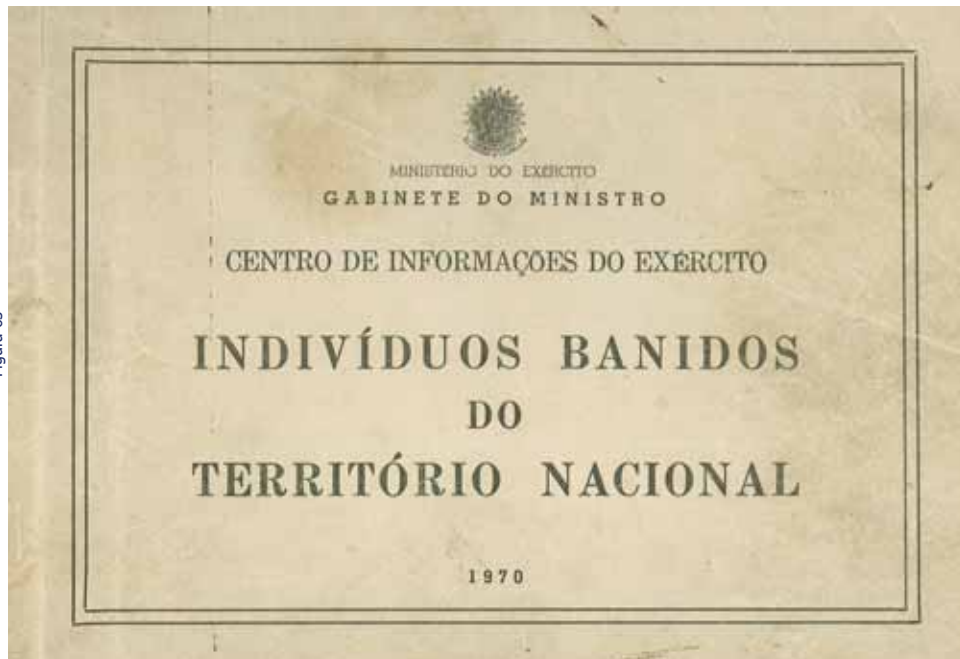 MINISTÉRIO DO EXÉRCITO
GABINETE DO MINISTRO
CENTRO DE INFORMAÇÕES DO EXÉRCITO
INDIVÍDUOS BANIDOS
DO
TERRITÓRIO NACIONAL
1970